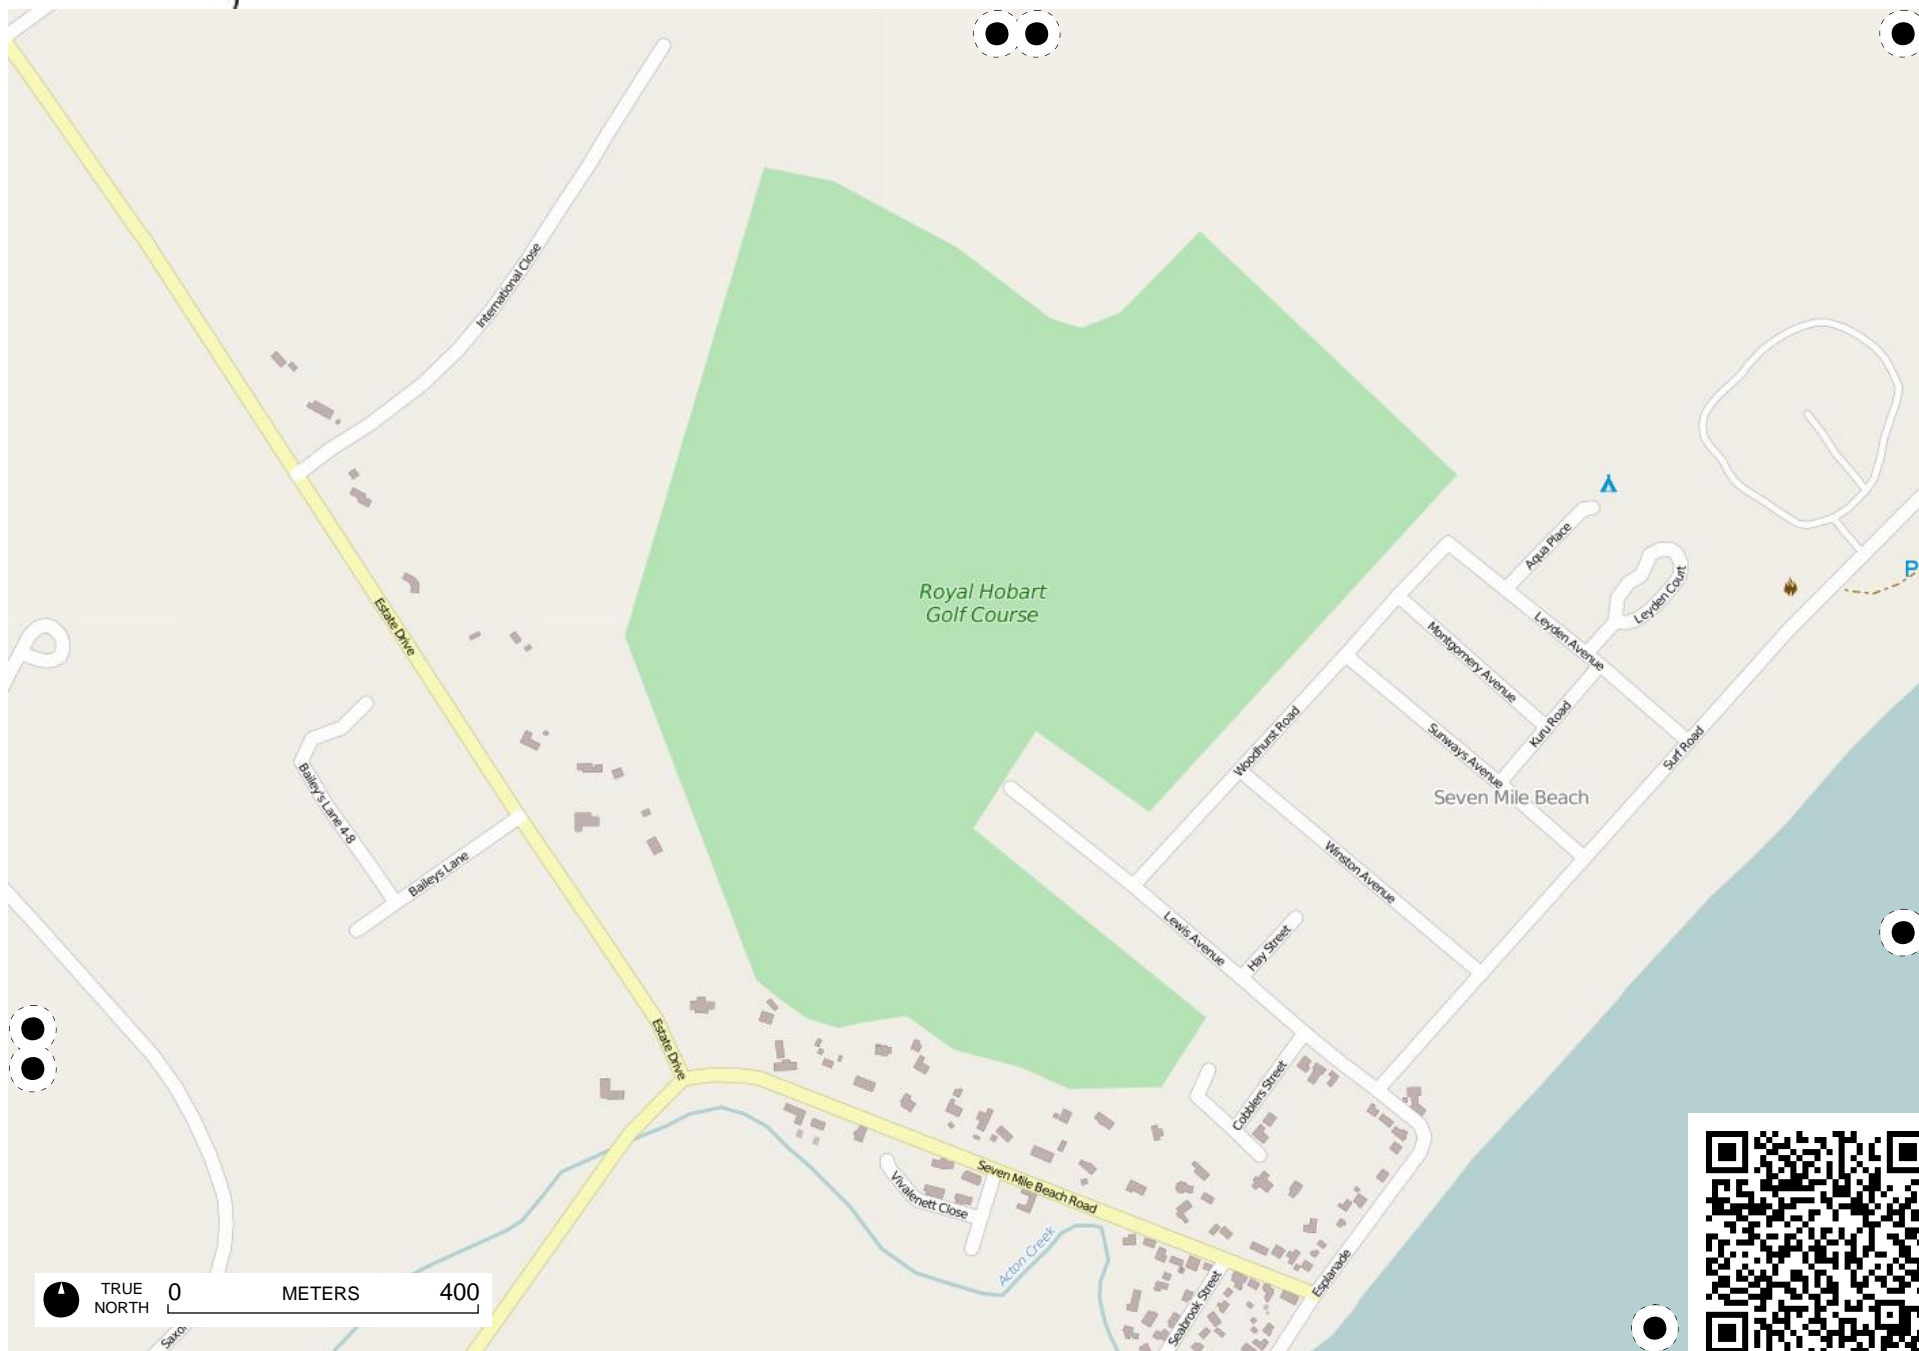 International Close
Estate Drive
Royal Hobart
Golf Course
Aqua Place
P
Leyden Court
Leyden Avenue
Montgomery Avenue
Kuru Road
Sunways Avenue
Woodhurst Road
Surf Road
Seven Mile Beach
Bailey's Lane 4-8
Baileys Lane
Winston Avenue
Lewis Avenue
Hay Street
Estate Drive
Cobblers Street
Seven Mile Beach Road
Vivalenett Close
Acton Creek
Esplanade
Seabrook Street
TRUE
NORTH
0 METERS 400